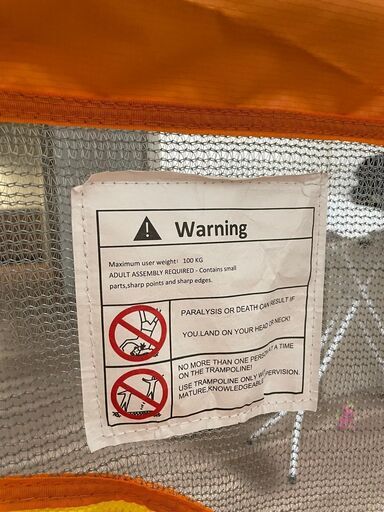 Warning
Maximum user weight: 100 KG
ADULT ASSEMBLY REQUIRED - Contains small
parts,sharp points and sharp edges.
PARALYSIS OR DEATH CAN RESULT IF
YOU.LAND ON YOUR HEAD OR NECK!
NO MORE THAN ONE PERSON AT A TIME
ON THE TRAMPOLINE!
USE TRAMPOLINE ONLY WITH
MATURE,KNOWLEDGEABLE SUPERVISION.